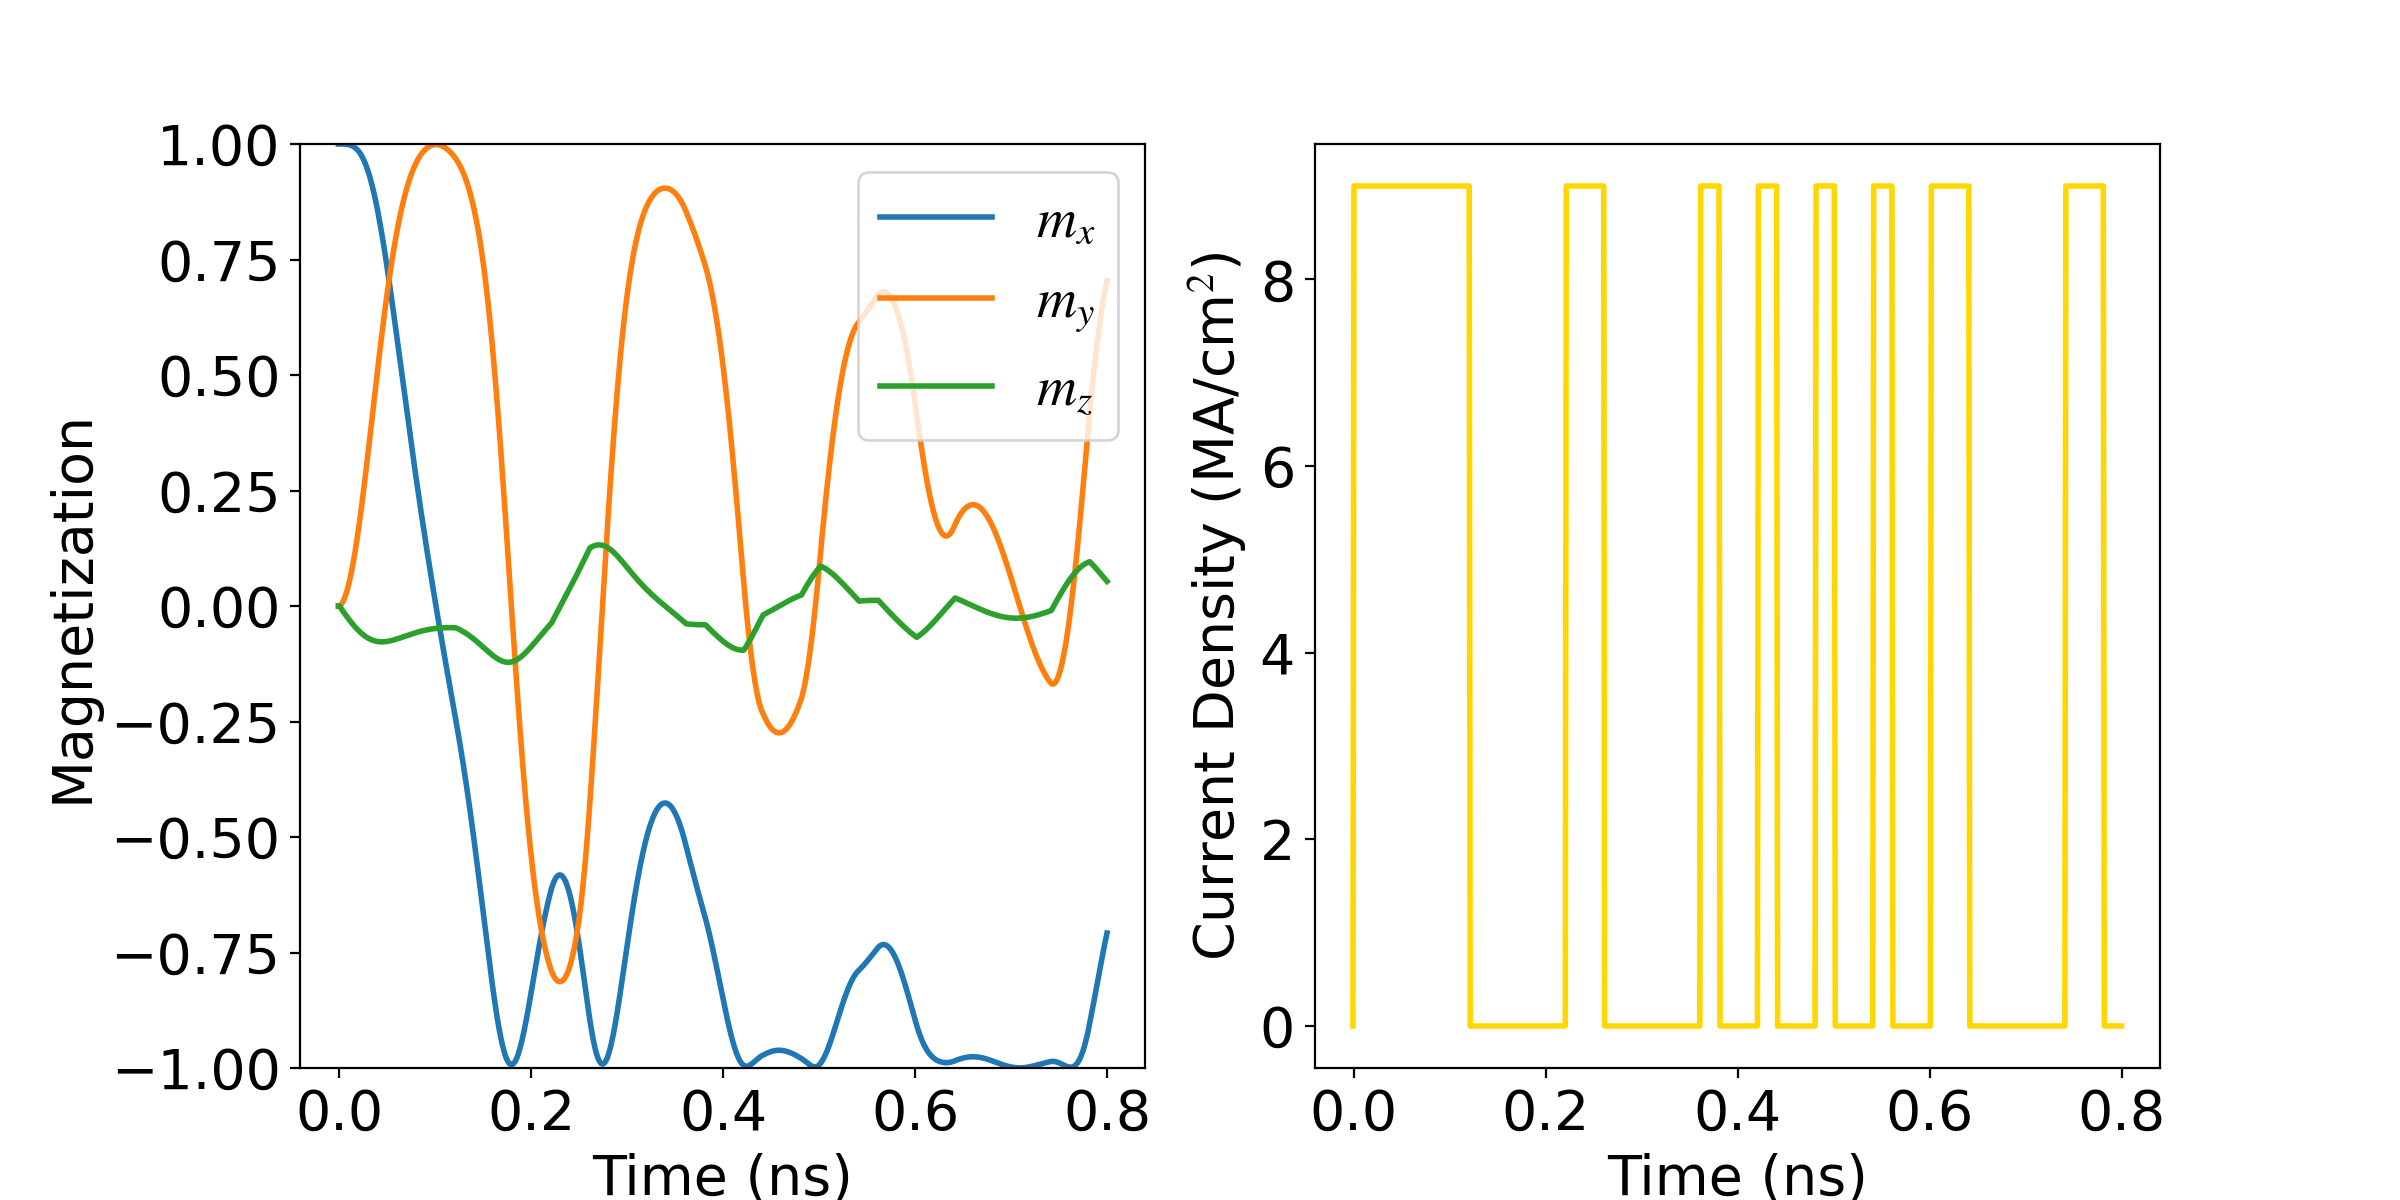 Magnetization
1.00
0.75
0.50
0.25
0.00
−0.25
−0.50
−0.75
−1.00
0.0 0.2 0.4 0.6 0.8
Time (ns)
m_x
m_y
m_z
Current Density (MA/cm²)
8
6
4
2
0
0.0 0.2 0.4 0.6 0.8
Time (ns)